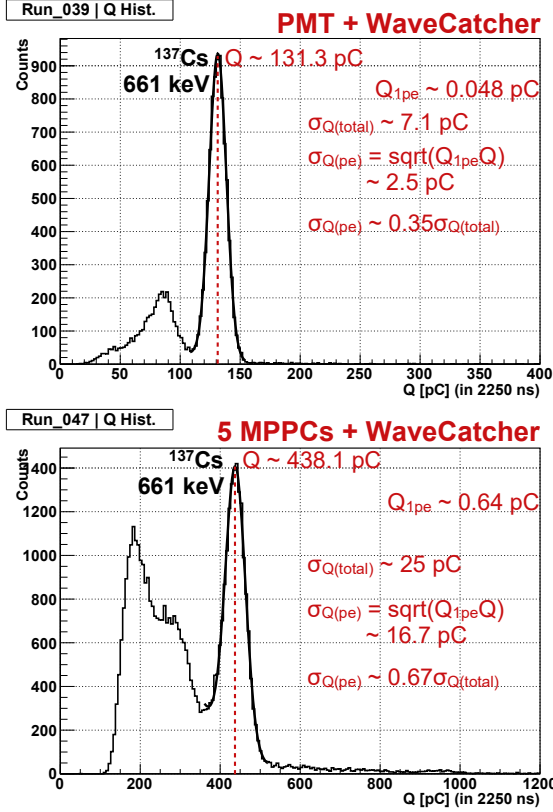 Run_039 | Q Hist.
PMT + WaveCatcher
Counts
¹³⁷Cs
661 keV
Q ~ 131.3 pC
Q₁ₚₑ ~ 0.048 pC
σQ(total) ~ 7.1 pC
σQ(pe) = sqrt(Q₁ₚₑQ)
~ 2.5 pC
σQ(pe) ~ 0.35σQ(total)
900
800
700
600
500
400
300
200
100
0
0 50 100 150 200 250 300 350 400
Q [pC] (in 2250 ns)
Run_047 | Q Hist.
5 MPPCs + WaveCatcher
Counts
¹³⁷Cs
661 keV
Q ~ 438.1 pC
Q₁ₚₑ ~ 0.64 pC
σQ(total) ~ 25 pC
σQ(pe) = sqrt(Q₁ₚₑQ)
~ 16.7 pC
σQ(pe) ~ 0.67σQ(total)
1400
1200
1000
800
600
400
200
0
0 200 400 600 800 1000 1200
Q [pC] (in 2250 ns)